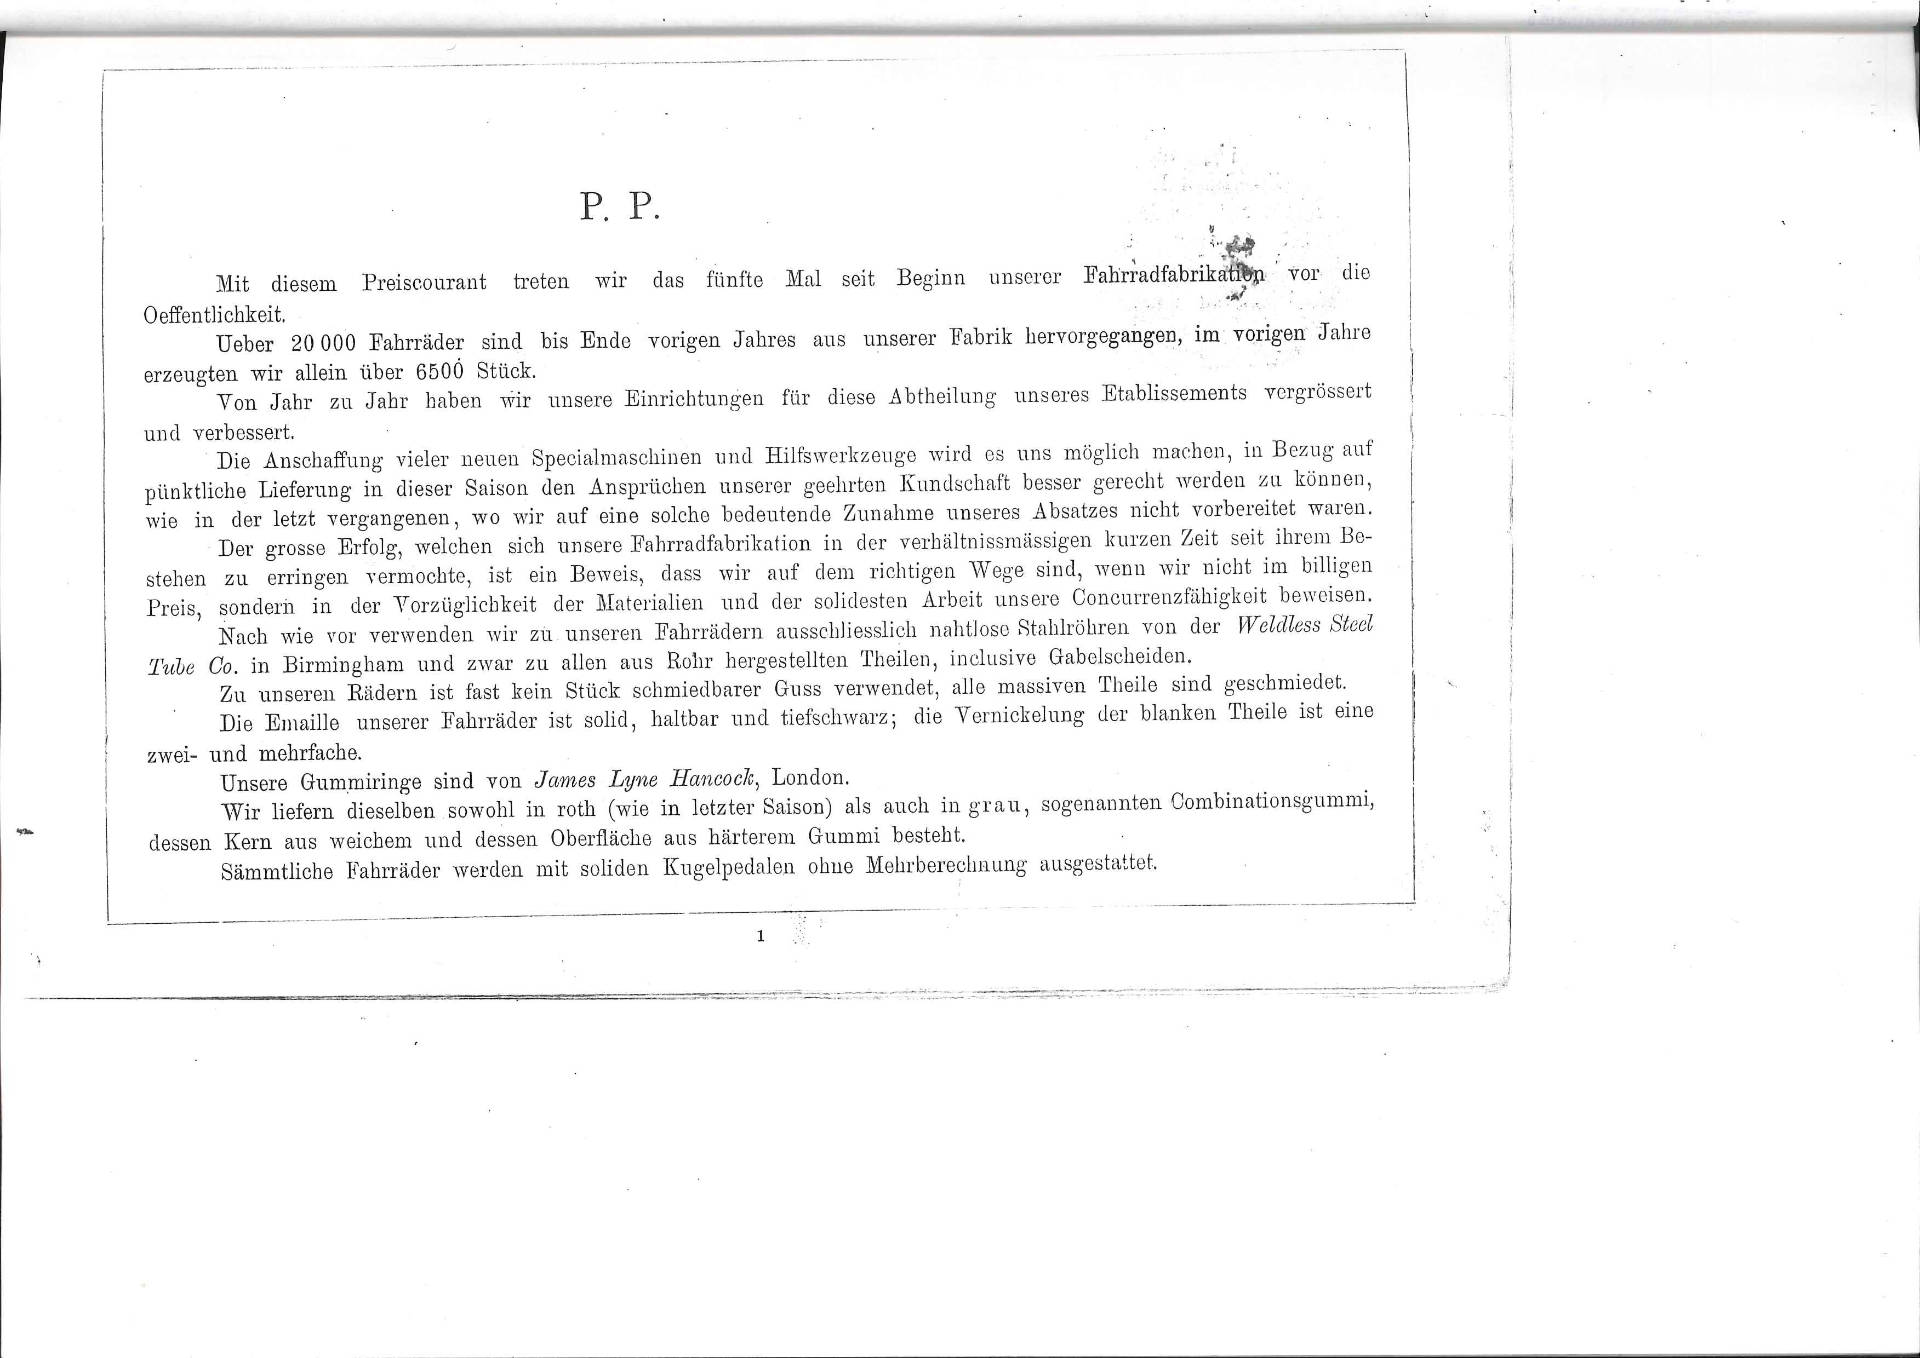 P. P.
Mit diesem Preiscourant treten wir das fünfte Mal seit Beginn unserer Fahrradfabrikation vor die
Oeffentlichkeit.
Ueber 20 000 Fahrräder sind bis Ende vorigen Jahres aus unserer Fabrik hervorgegangen, im vorigen Jahre
erzeugten wir allein über 6500 Stück.
Von Jahr zu Jahr haben wir unsere Einrichtungen für diese Abtheilung unseres Etablissements vergrössert
und verbessert.
Die Anschaffung vieler neuen Specialmaschinen und Hilfswerkzeuge wird es uns möglich machen, in Bezug auf
pünktliche Lieferung in dieser Saison den Ansprüchen unserer geehrten Kundschaft besser gerecht werden zu können,
wie in der letzt vergangenen, wo wir auf eine solche bedeutende Zunahme unseres Absatzes nicht vorbereitet waren.
Der grosse Erfolg, welchen sich unsere Fahrradfabrikation in der verhältnissmässigen kurzen Zeit seit ihrem Be-
stehen zu erringen vermochte, ist ein Beweis, dass wir auf dem richtigen Wege sind, wenn wir nicht im billigen
Preis, sondern in der Vorzüglichkeit der Materialien und der solidesten Arbeit unsere Concurrenzfähigkeit beweisen.
Nach wie vor verwenden wir zu unseren Fahrrädern ausschliesslich nahtlose Stahlröhren von der Weldless Steel
Tube Co. in Birmingham und zwar zu allen aus Rohr hergestellten Theilen, inclusive Gabelscheiden.
Zu unseren Rädern ist fast kein Stück schmiedbarer Guss verwendet, alle massiven Theile sind geschmiedet.
Die Emaille unserer Fahrräder ist solid, haltbar und tiefschwarz; die Vernickelung der blanken Theile ist eine
zwei- und mehrfache.
Unsere Gummiringe sind von James Lyne Hancock, London.
Wir liefern dieselben sowohl in roth (wie in letzter Saison) als auch in grau, sogenannten Combinationsgummi,
dessen Kern aus weichem und dessen Oberfläche aus härterem Gummi besteht.
Sämmtliche Fahrräder werden mit soliden Kugelpedalen ohne Mehrberechnung ausgestattet.
1